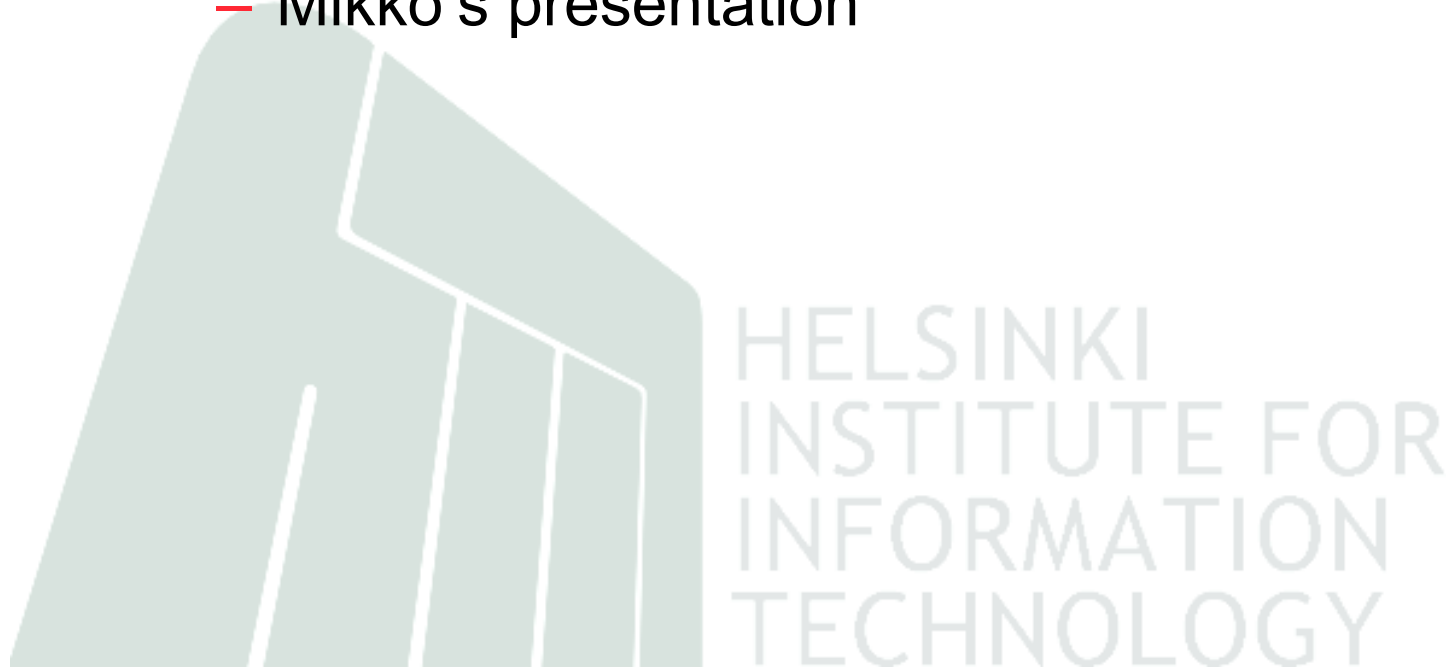 – Mikko's presentation
HELSINKI
INSTITUTE FOR
INFORMATION
TECHNOLOGY